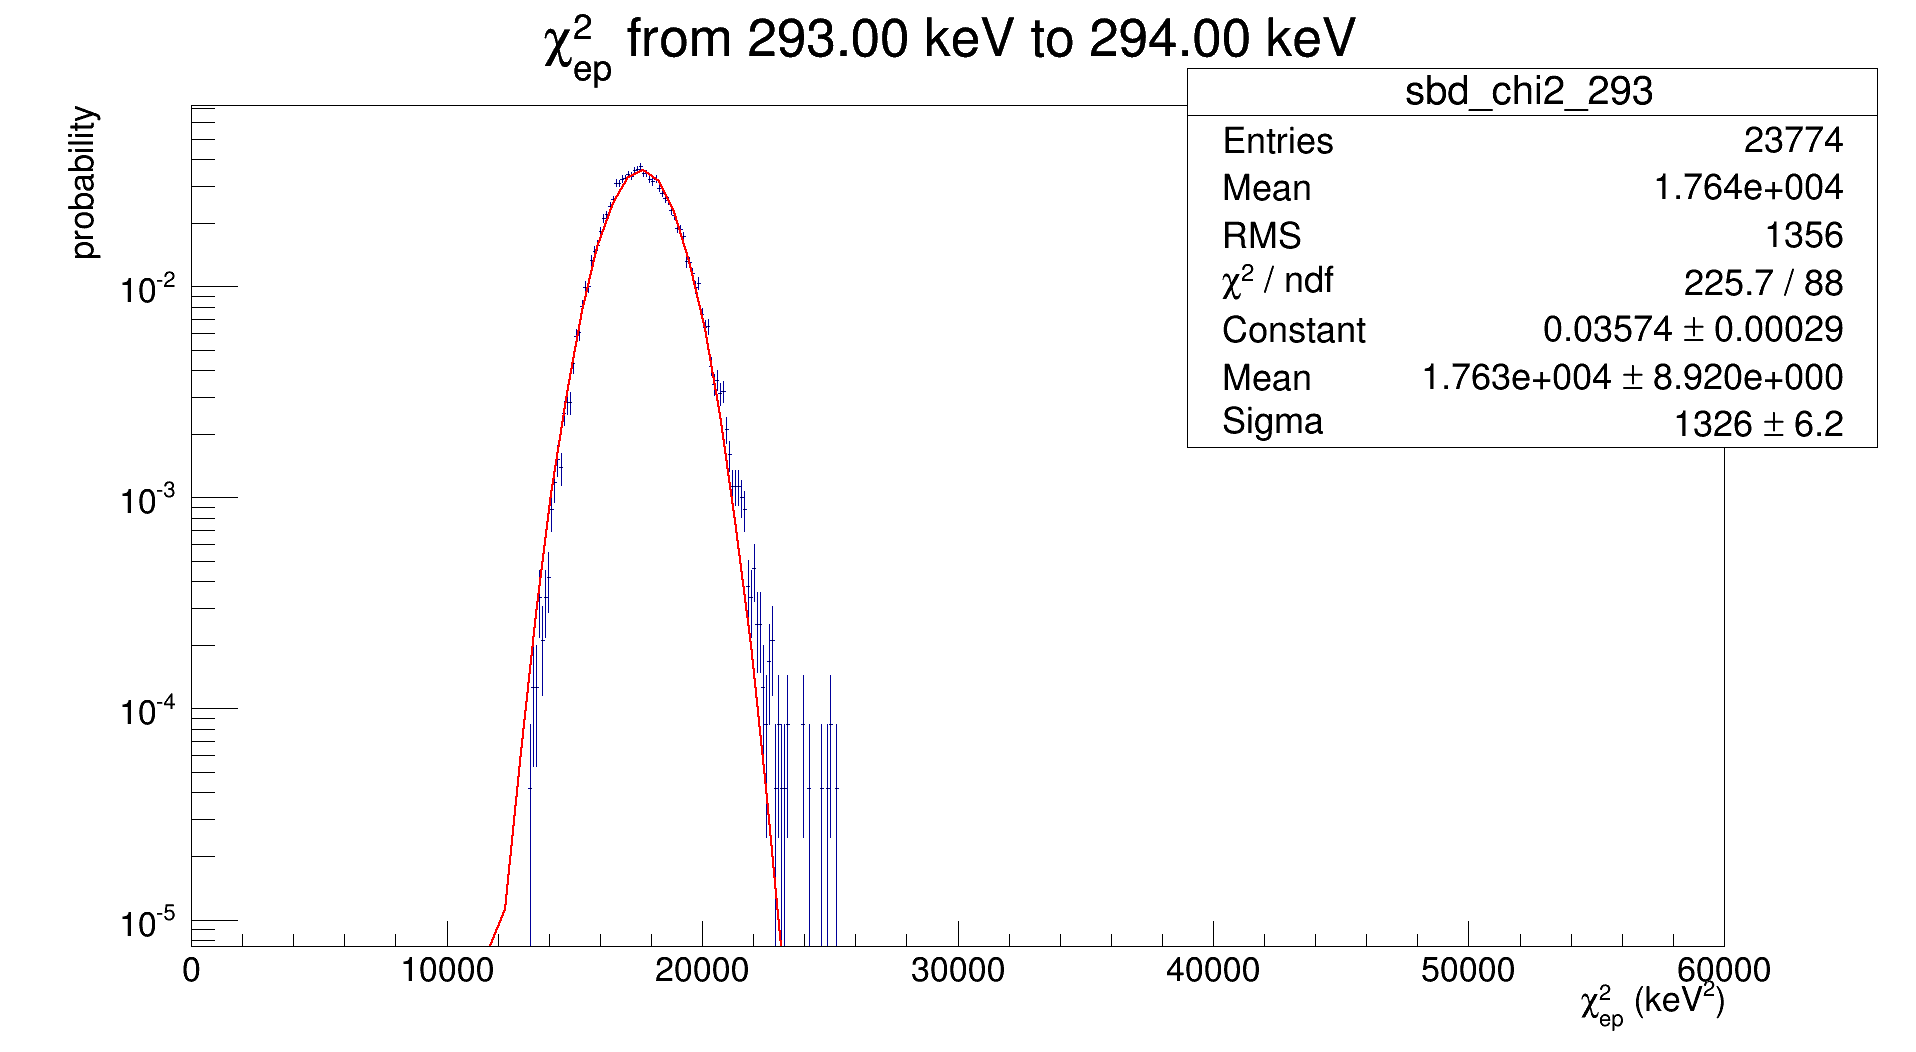 χ²ep from 293.00 keV to 294.00 keV
sbd_chi2_293
Entries 23774
Mean 1.764e+004
RMS 1356
χ² / ndf 225.7 / 88
Constant 0.03574 ± 0.00029
Mean 1.763e+004 ± 8.920e+000
Sigma 1326 ± 6.2
probability
10⁻²
10⁻³
10⁻⁴
10⁻⁵
0 10000 20000 30000 40000 50000 60000
χ²ep (keV²)